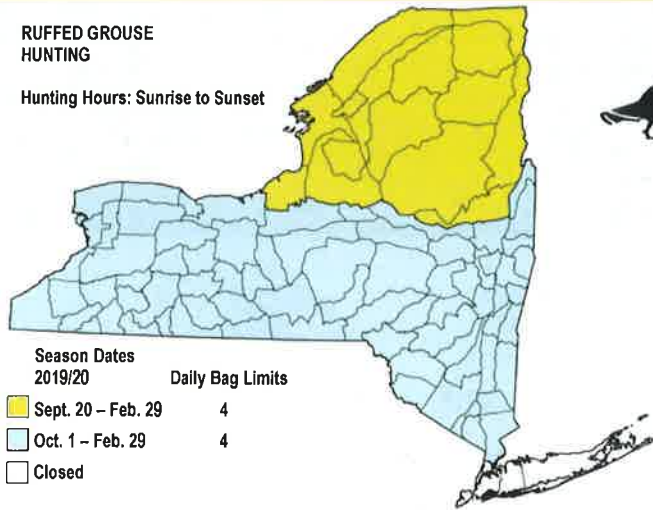 RUFFED GROUSE
HUNTING
Hunting Hours: Sunrise to Sunset
Season Dates
2019/20 Daily Bag Limits
Sept. 20 – Feb. 29 4
Oct. 1 – Feb. 29 4
Closed